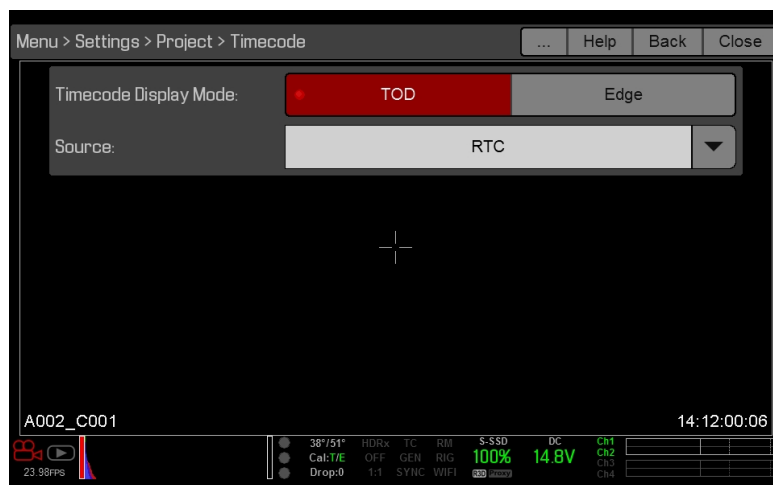 Menu > Settings > Project > Timecode ... Help Back Close
Timecode Display Mode: TOD Edge
Source: RTC
A002_C001 14:12:00:06
38°/51° HDRx TC RM S-SSD DC Ch1
Cal:T/E OFF GEN RIG 100% 14.8V Ch2
23.98FPS Drop:0 1:1 SYNC WIFI R3D Proxy Ch3
Ch4